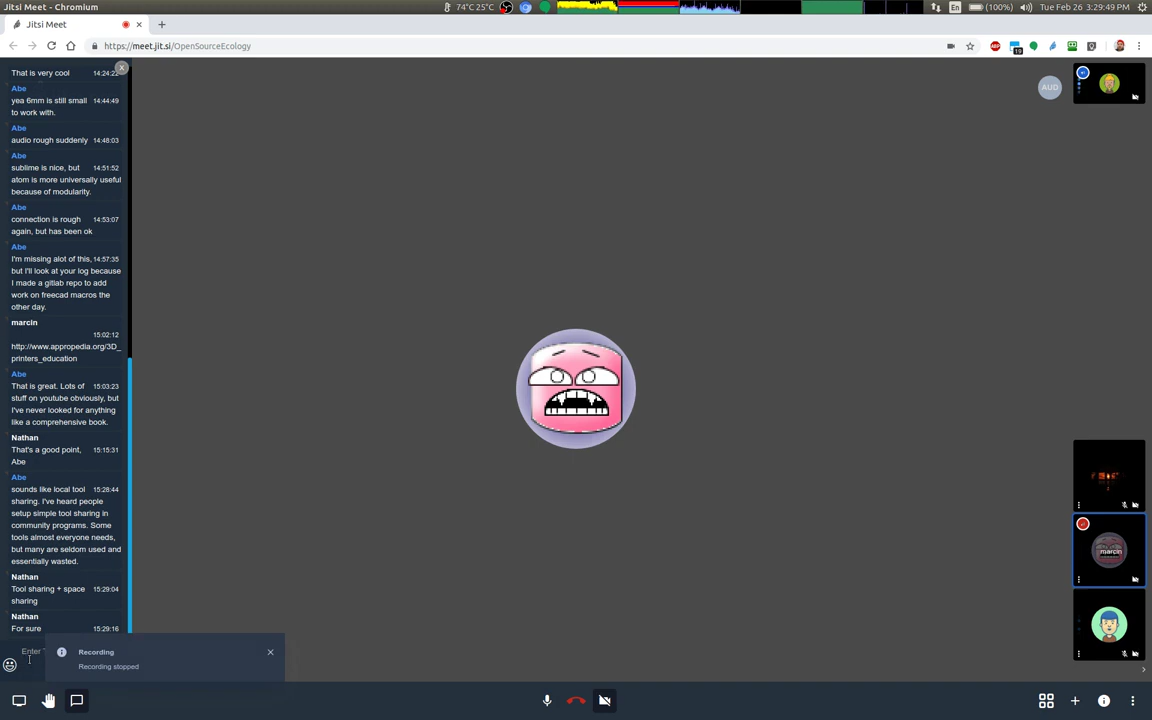 Jitsi Meet - Chromium
74°C 25°C
En
(100%)
Tue Feb 26 3:29:49 PM
Jitsi Meet
https://meet.jit.si/OpenSourceEcology
ABP
19
X
That is very cool 14:24:22
Abe
yea 6mm is still small 14:44:49
to work with.
Abe
audio rough suddenly 14:48:03
Abe
sublime is nice, but 14:51:52
atom is more universally useful
because of modularity.
Abe
connection is rough 14:53:07
again, but has been ok
Abe
I'm missing alot of this, 14:57:35
but I'll look at your log because
I made a gitlab repo to add
work on freecad macros the
other day.
marcin
15:02:12
http://www.appropedia.org/3D_
printers_education
Abe
That is great. Lots of 15:03:23
stuff on youtube obviously, but
I've never looked for anything
like a comprehensive book.
Nathan
That's a good point, 15:15:31
Abe
Abe
sounds like local tool 15:28:44
sharing. I've heard people
setup simple tool sharing in
community programs. Some
tools almost everyone needs,
but many are seldom used and
essentially wasted.
Nathan
Tool sharing + space 15:29:04
sharing
Nathan
For sure 15:29:16
Enter
Recording
Recording stopped
AUD
marcin